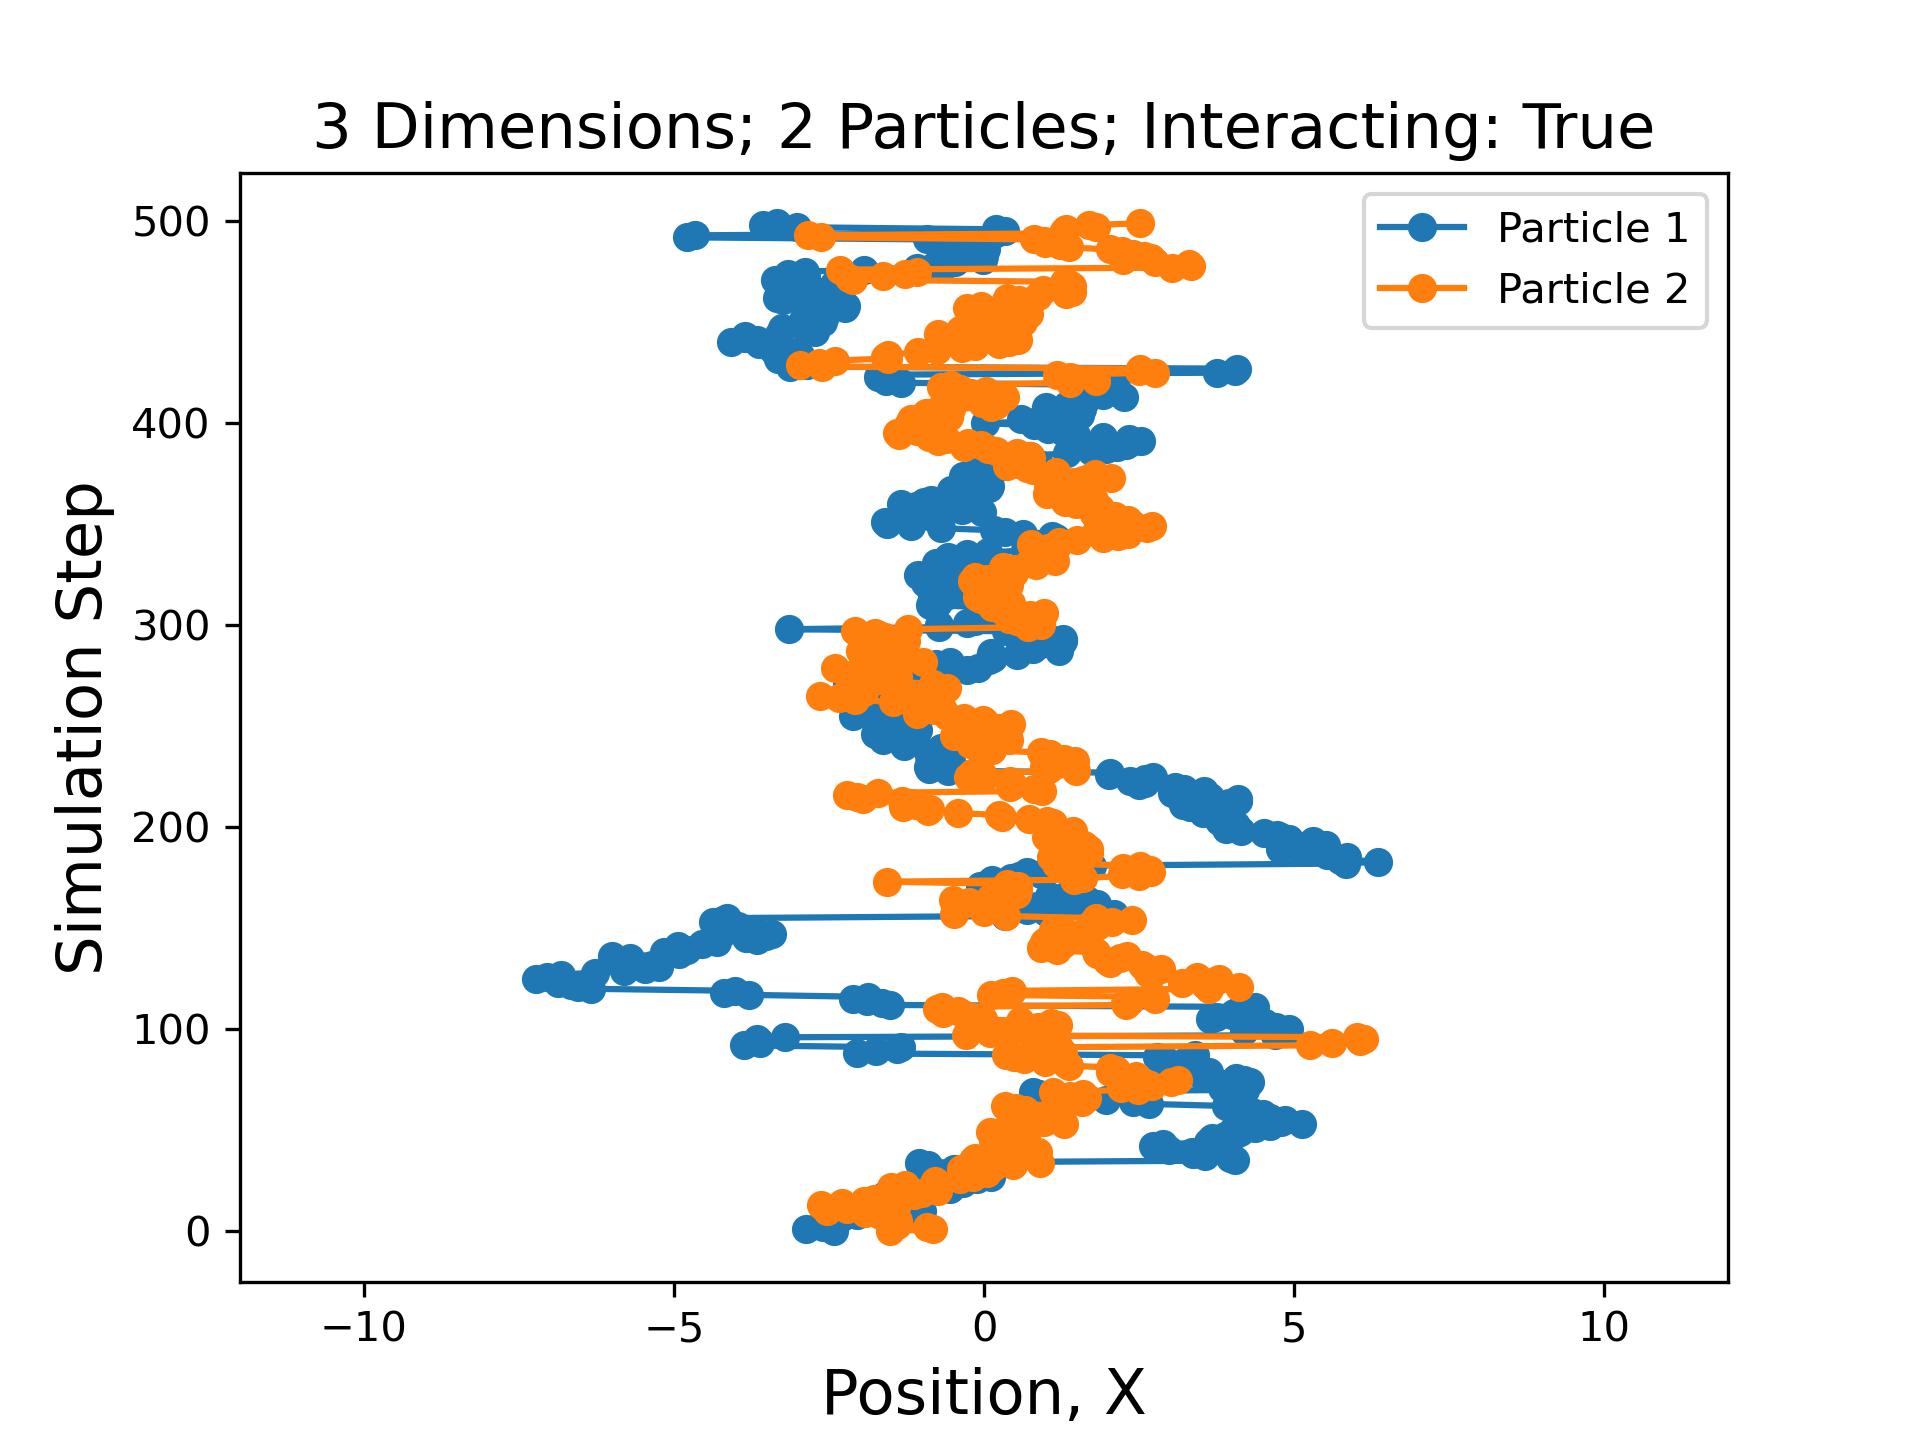 3 Dimensions; 2 Particles; Interacting: True
Particle 1
Particle 2
Simulation Step
500
400
300
200
100
0
−10
−5
0
5
10
Position, X